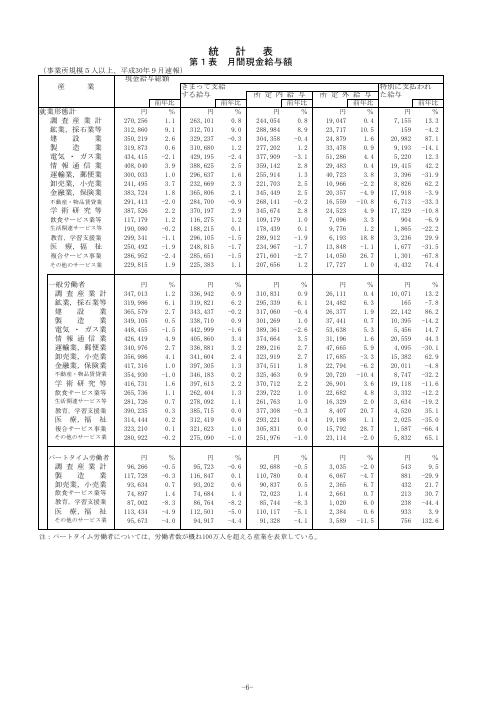 統 計 表
第１表 月間現金給与額
（事業所規模５人以上、平成30年９月速報）
産 業 現金給与総額 きまって支給する給与 所定内給与 所定外給与 特別に支払われた給与
前年比 前年比 前年比 前年比 前年比
就業形態計 円 ％ 円 ％ 円 ％ 円 ％ 円 ％
調査産業計 270,256 1.1 263,101 0.8 244,054 0.8 19,047 0.4 7,155 13.3
鉱業，採石業等 312,860 9.1 312,701 9.0 288,984 8.9 23,717 10.5 159 -4.2
建設業 350,219 2.6 329,237 -0.3 304,358 -0.4 24,879 1.6 20,982 87.1
製造業 319,873 0.6 310,680 1.2 277,202 1.2 33,478 0.9 9,193 -14.1
電気・ガス業 434,415 -2.1 429,195 -2.4 377,909 -3.1 51,286 4.4 5,220 12.3
情報通信業 408,040 3.9 388,625 2.5 359,142 2.8 29,483 0.4 19,415 42.2
運輸業，郵便業 300,033 1.0 296,637 1.6 255,914 1.3 40,723 3.8 3,396 -31.9
卸売業，小売業 241,495 3.7 232,669 2.3 221,703 2.5 10,966 -2.2 8,826 62.2
金融業，保険業 383,724 1.8 365,806 2.1 345,449 2.5 20,357 -4.9 17,918 -3.9
不動産・物品賃貸業 291,413 -2.0 284,700 -0.9 268,141 -0.2 16,559 -10.8 6,713 -33.3
学術研究等 387,526 2.2 370,197 2.9 345,674 2.8 24,523 4.9 17,329 -10.8
飲食サービス業等 117,179 1.2 116,275 1.2 109,179 1.0 7,096 3.3 904 -6.9
生活関連サービス等 190,080 -0.2 188,215 0.1 178,439 0.1 9,776 1.2 1,865 -22.2
教育，学習支援業 299,341 -1.1 296,105 -1.5 289,912 -1.9 6,193 18.8 3,236 29.9
医療，福祉 250,492 -1.9 248,815 -1.7 234,967 -1.7 13,848 -1.1 1,677 -31.5
複合サービス事業 286,952 -2.4 285,651 -1.5 271,601 -2.7 14,050 26.7 1,301 -67.8
その他のサービス業 229,815 1.9 225,383 1.1 207,656 1.2 17,727 1.0 4,432 74.4
一般労働者 円 ％ 円 ％ 円 ％ 円 ％ 円 ％
調査産業計 347,013 1.2 336,942 0.9 310,831 0.9 26,111 0.4 10,071 13.2
鉱業，採石業等 319,986 6.1 319,821 6.2 295,339 6.1 24,482 6.3 165 -7.8
建設業 365,579 2.7 343,437 -0.2 317,060 -0.4 26,377 1.9 22,142 86.2
製造業 349,105 0.5 338,710 0.9 301,269 1.0 37,441 0.7 10,395 -14.2
電気・ガス業 448,455 -1.5 442,999 -1.6 389,361 -2.6 53,638 5.3 5,456 14.7
情報通信業 426,419 4.9 405,860 3.4 374,664 3.5 31,196 1.6 20,559 44.3
運輸業，郵便業 340,976 2.7 336,881 3.2 289,216 2.7 47,665 5.9 4,095 -30.1
卸売業，小売業 356,986 4.1 341,604 2.4 323,919 2.7 17,685 -3.3 15,382 62.9
金融業，保険業 417,316 1.0 397,305 1.3 374,511 1.8 22,794 -6.2 20,011 -4.8
不動産・物品賃貸業 354,930 -1.0 346,183 0.2 325,463 0.9 20,720 -10.4 8,747 -32.2
学術研究等 416,731 1.6 397,613 2.2 370,712 2.2 26,901 3.6 19,118 -11.6
飲食サービス業等 265,736 1.1 262,404 1.3 239,722 1.0 22,682 4.8 3,332 -12.2
生活関連サービス等 281,726 0.7 278,092 1.1 261,763 1.0 16,329 2.0 3,634 -19.2
教育，学習支援業 390,235 0.3 385,715 0.0 377,308 -0.3 8,407 20.7 4,520 35.1
医療，福祉 314,444 0.2 312,419 0.6 293,221 0.4 19,198 1.1 2,025 -35.0
複合サービス事業 323,210 0.1 321,623 1.0 305,831 0.0 15,792 28.7 1,587 -66.4
その他のサービス業 280,922 -0.2 275,090 -1.0 251,976 -1.0 23,114 -2.0 5,832 65.1
パートタイム労働者 円 ％ 円 ％ 円 ％ 円 ％ 円 ％
調査産業計 96,266 -0.5 95,723 -0.6 92,688 -0.5 3,035 -2.0 543 9.5
製造業 117,728 -0.3 116,847 0.1 110,780 0.4 6,067 -4.7 881 -29.9
卸売業，小売業 93,634 0.7 93,202 0.6 90,837 0.5 2,365 6.7 432 21.7
飲食サービス業等 74,897 1.4 74,684 1.4 72,023 1.4 2,661 0.7 213 30.7
教育，学習支援業 87,002 -8.3 86,764 -8.2 85,744 -8.3 1,020 6.0 238 -44.4
医療，福祉 113,434 -4.9 112,501 -5.0 110,117 -5.1 2,384 0.6 933 3.9
その他のサービス業 95,673 -4.0 94,917 -4.4 91,328 -4.1 3,589 -11.5 756 132.6
注：パートタイム労働者については、労働者数が概ね100万人を超える産業を表章している。
-6-